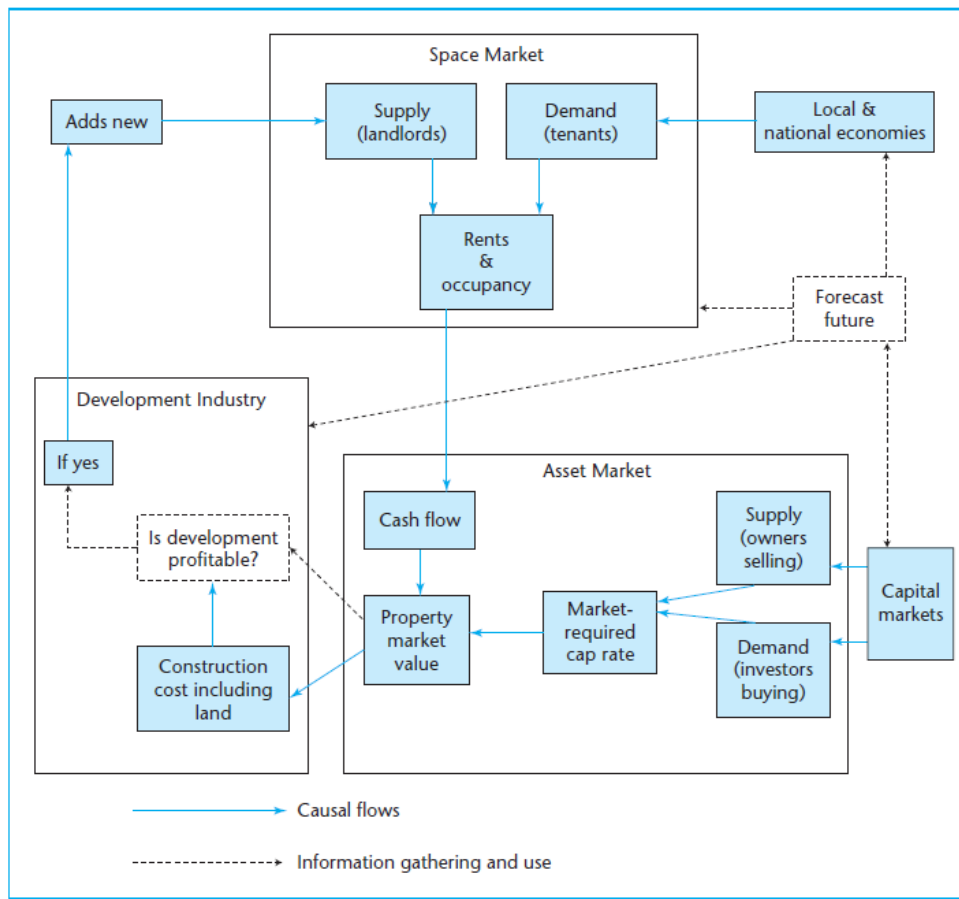 Space Market
Adds new
Supply
(landlords)
Demand
(tenants)
Local &
national economies
Rents
&
occupancy
Forecast
future
Development Industry
If yes
Is development
profitable?
Construction
cost including
land
Asset Market
Cash flow
Property
market
value
Market-
required
cap rate
Supply
(owners
selling)
Demand
(investors
buying)
Capital
markets
Causal flows
Information gathering and use